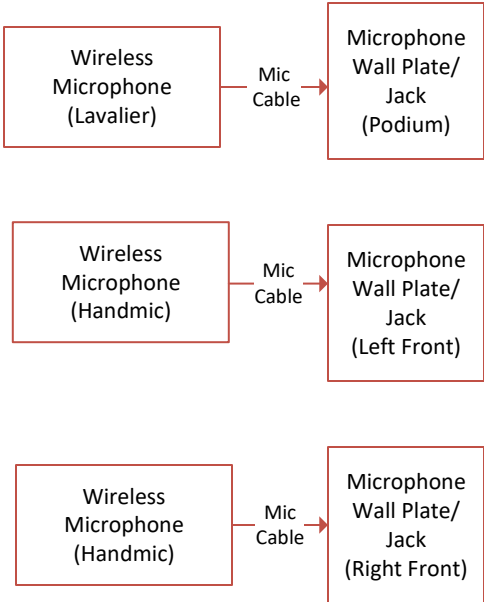 Wireless
Microphone
(Lavalier)
Mic
Cable
Microphone
Wall Plate/
Jack
(Podium)
Wireless
Microphone
(Handmic)
Mic
Cable
Microphone
Wall Plate/
Jack
(Left Front)
Wireless
Microphone
(Handmic)
Mic
Cable
Microphone
Wall Plate/
Jack
(Right Front)